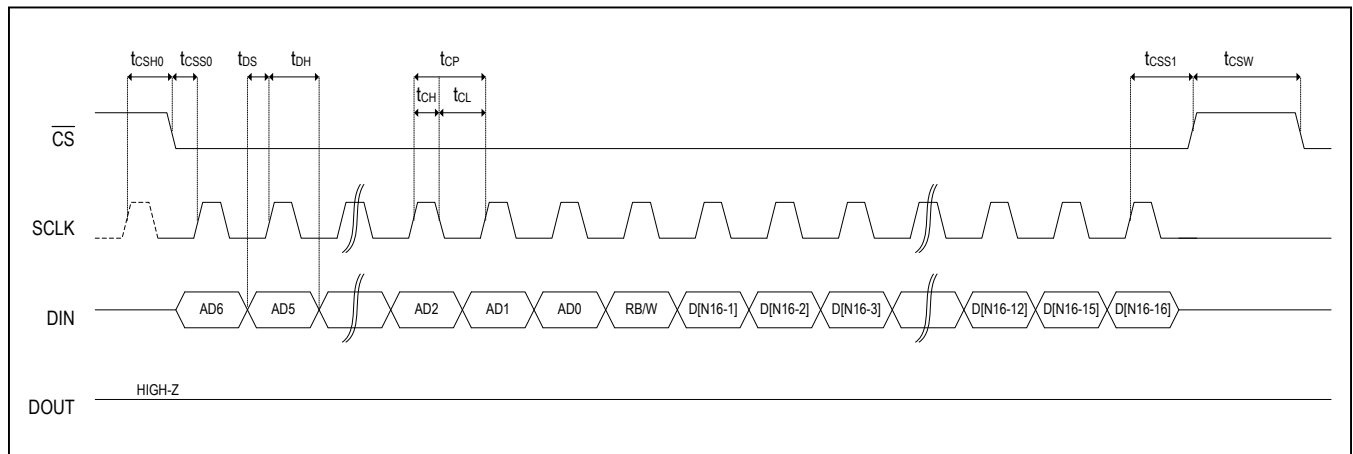 tCSH0 tCSS0 tDS tDH tCP tCSS1 tCSW
tCH tCL
CS
SCLK
DIN AD6 AD5 AD2 AD1 AD0 RB/W D[N16-1] D[N16-2] D[N16-3] D[N16-12] D[N16-15] D[N16-16]
HIGH-Z
DOUT